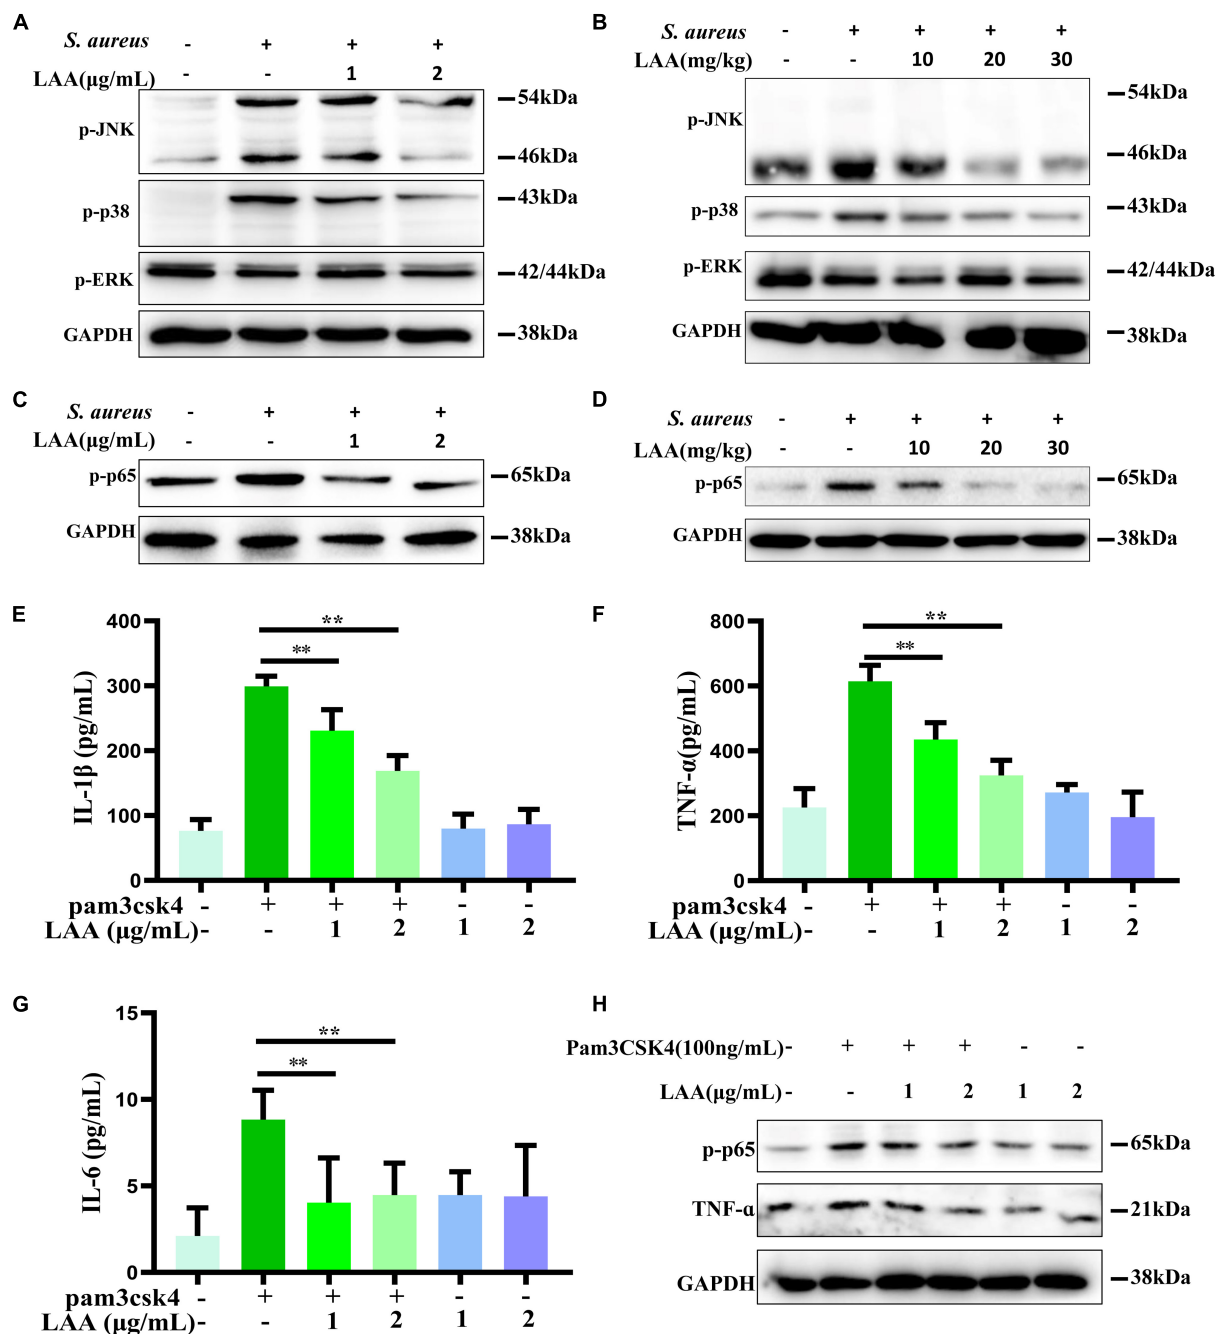 A
S. aureus - + + +
LAA(μg/mL) - - 1 2
p-JNK
54kDa
46kDa
p-p38 43kDa
p-ERK 42/44kDa
GAPDH 38kDa
B
S. aureus - + + + +
LAA(mg/kg) - - 10 20 30
p-JNK
54kDa
46kDa
p-p38 43kDa
p-ERK 42/44kDa
GAPDH 38kDa
C
S. aureus - + + +
LAA(μg/mL) - - 1 2
p-p65 65kDa
GAPDH 38kDa
D
S. aureus - + + + +
LAA(mg/kg) - - 10 20 30
p-p65 65kDa
GAPDH 38kDa
E
IL-1β (pg/mL)
400
300
200
100
0
**
**
pam3csk4 - + + + - -
LAA (μg/mL)- - 1 2 1 2
F
TNF-α(pg/mL)
800
600
400
200
0
**
**
pam3csk4 - + + + - -
LAA (μg/mL)- - 1 2 1 2
G
IL-6 (pg/mL)
15
10
5
0
**
**
pam3csk4 - + + + - -
LAA (μg/mL)- - 1 2 1 2
H
Pam3CSK4(100ng/mL)- + + + - -
LAA(μg/mL)- - 1 2 1 2
p-p65 65kDa
TNF-α 21kDa
GAPDH 38kDa